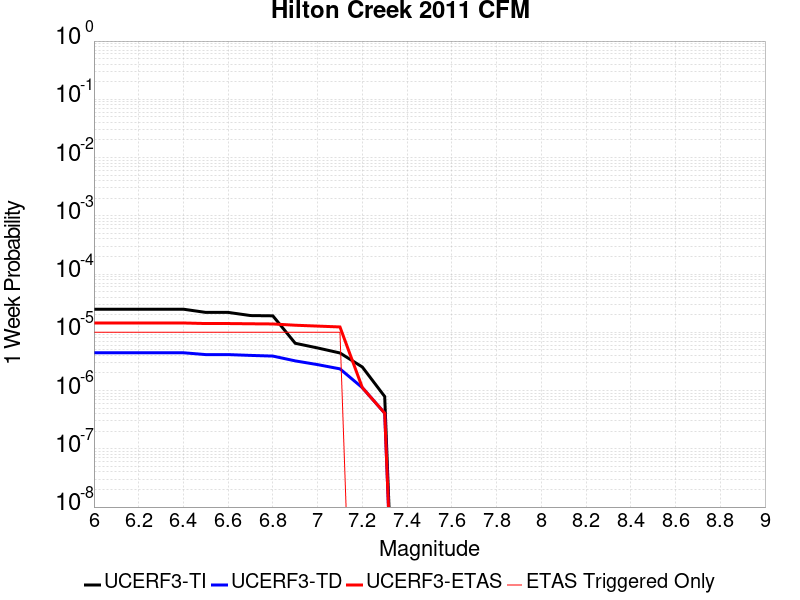 Hilton Creek 2011 CFM
10 0
10 -1
10 -2
10 -3
10 -4
10 -5
10 -6
10 -7
10 -8
1 Week Probability
6 6.2 6.4 6.6 6.8 7 7.2 7.4 7.6 7.8 8 8.2 8.4 8.6 8.8 9
Magnitude
UCERF3-TI UCERF3-TD UCERF3-ETAS ETAS Triggered Only